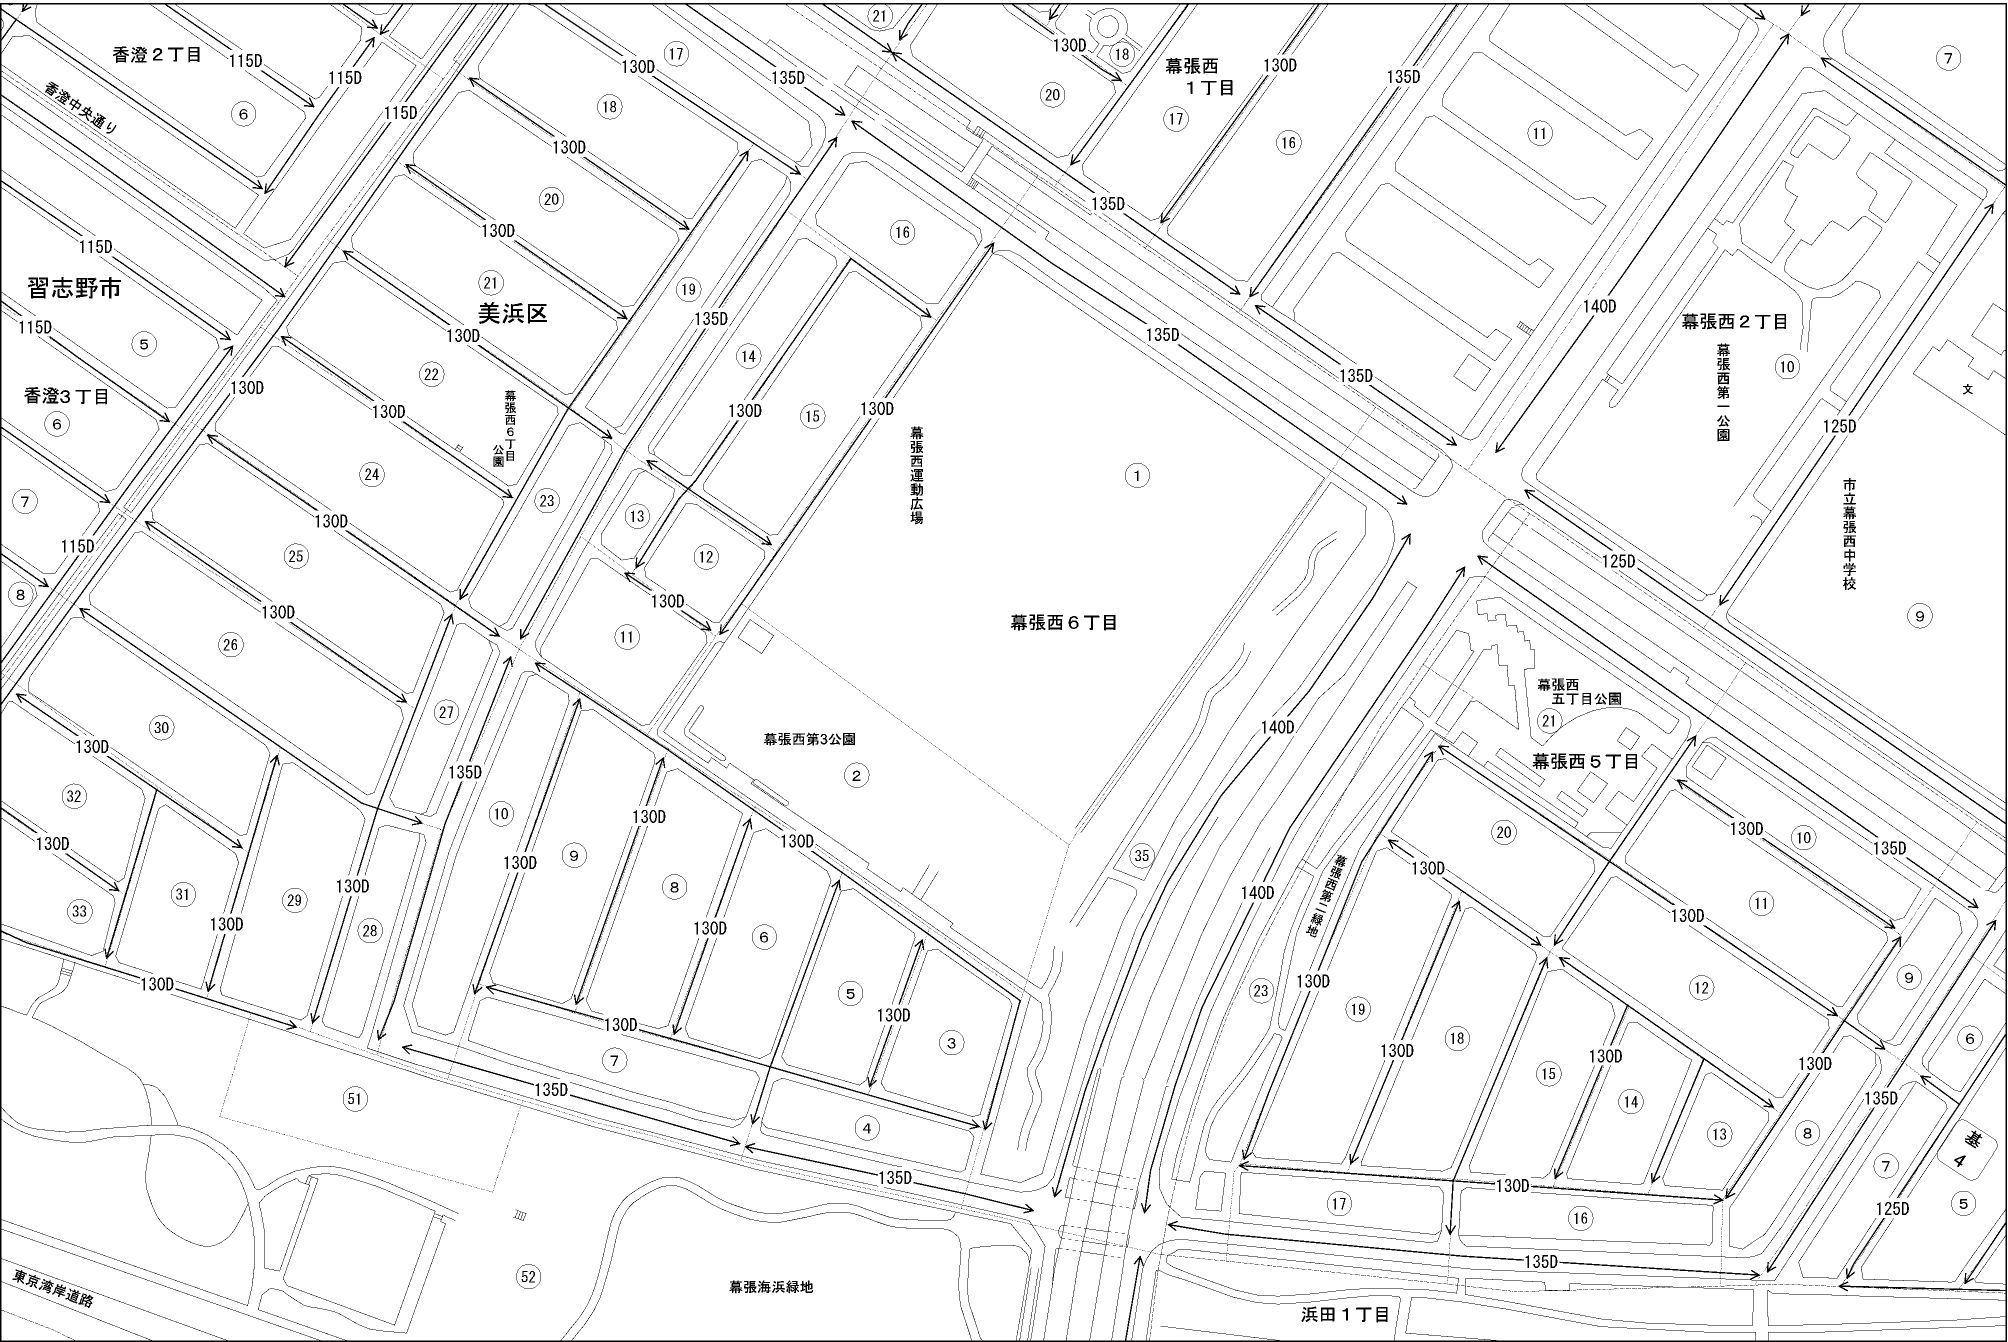 21
17
18
130D
115D
香澄２丁目
115D
6
香澄中央通り
115D
115D
130D
18
130D
20
130D
21
美浜区
135D
16
19
135D
135D
130D
18
20
幕張西
１丁目
130D
17
16
135D
135D
11
140D
7
幕張西２丁目
幕張西第一公園
10
文
125D
市立幕張西中学校
9
125D
習志野市
115D
5
香澄３丁目
6
7
115D
8
130D
22
130D
130D
幕張西６丁目
公園
24
23
130D
25
130D
26
14
130D
15
130D
幕張西運動広場
13
12
130D
11
135D
1
135D
幕張西６丁目
27
30
130D
32
130D
33
31
130D
29
130D
28
130D
135D
10
130D
9
130D
8
130D
6
130D
5
130D
3
幕張西第3公園
2
130D
7
4
135D
135D
140D
35
140D
幕張西
五丁目公園
21
幕張西５丁目
幕張西第二緑地
20
130D
130D
10
135D
11
130D
12
9
23
130D
19
130D
18
15
130D
14
13
130D
8
135D
6
7
基
4
5
125D
17
130D
16
135D
51
52
東京湾岸道路
幕張海浜緑地
浜田１丁目